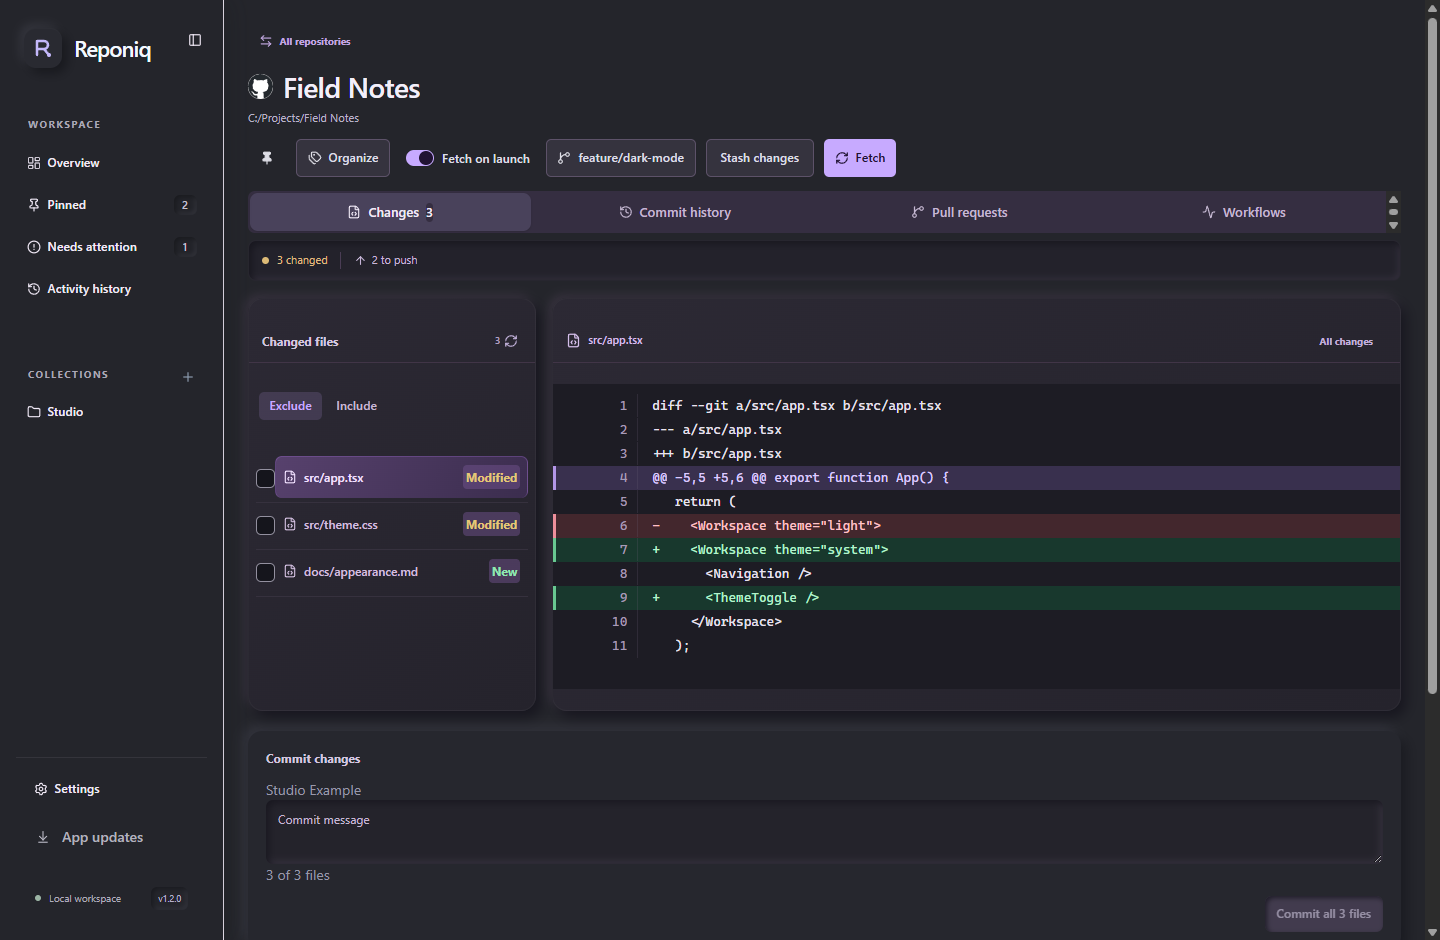 R Reponiq
WORKSPACE
Overview
Pinned 2
Needs attention 1
Activity history
COLLECTIONS
Studio
Settings
App updates
Local workspace v1.2.0
All repositories
Field Notes
C:/Projects/Field Notes
Organize Fetch on launch feature/dark-mode Stash changes Fetch
Changes 3 Commit history Pull requests Workflows
3 changed 2 to push
Changed files 3
Exclude Include
src/app.tsx Modified
src/theme.css Modified
docs/appearance.md New
src/app.tsx All changes
1 diff --git a/src/app.tsx b/src/app.tsx
2 --- a/src/app.tsx
3 +++ b/src/app.tsx
4 @@ -5,5 +5,6 @@ export function App() {
5 return (
6 - <Workspace theme="light">
7 + <Workspace theme="system">
8 <Navigation />
9 + <ThemeToggle />
10 </Workspace>
11 );
Commit changes
Studio Example
Commit message
3 of 3 files
Commit all 3 files